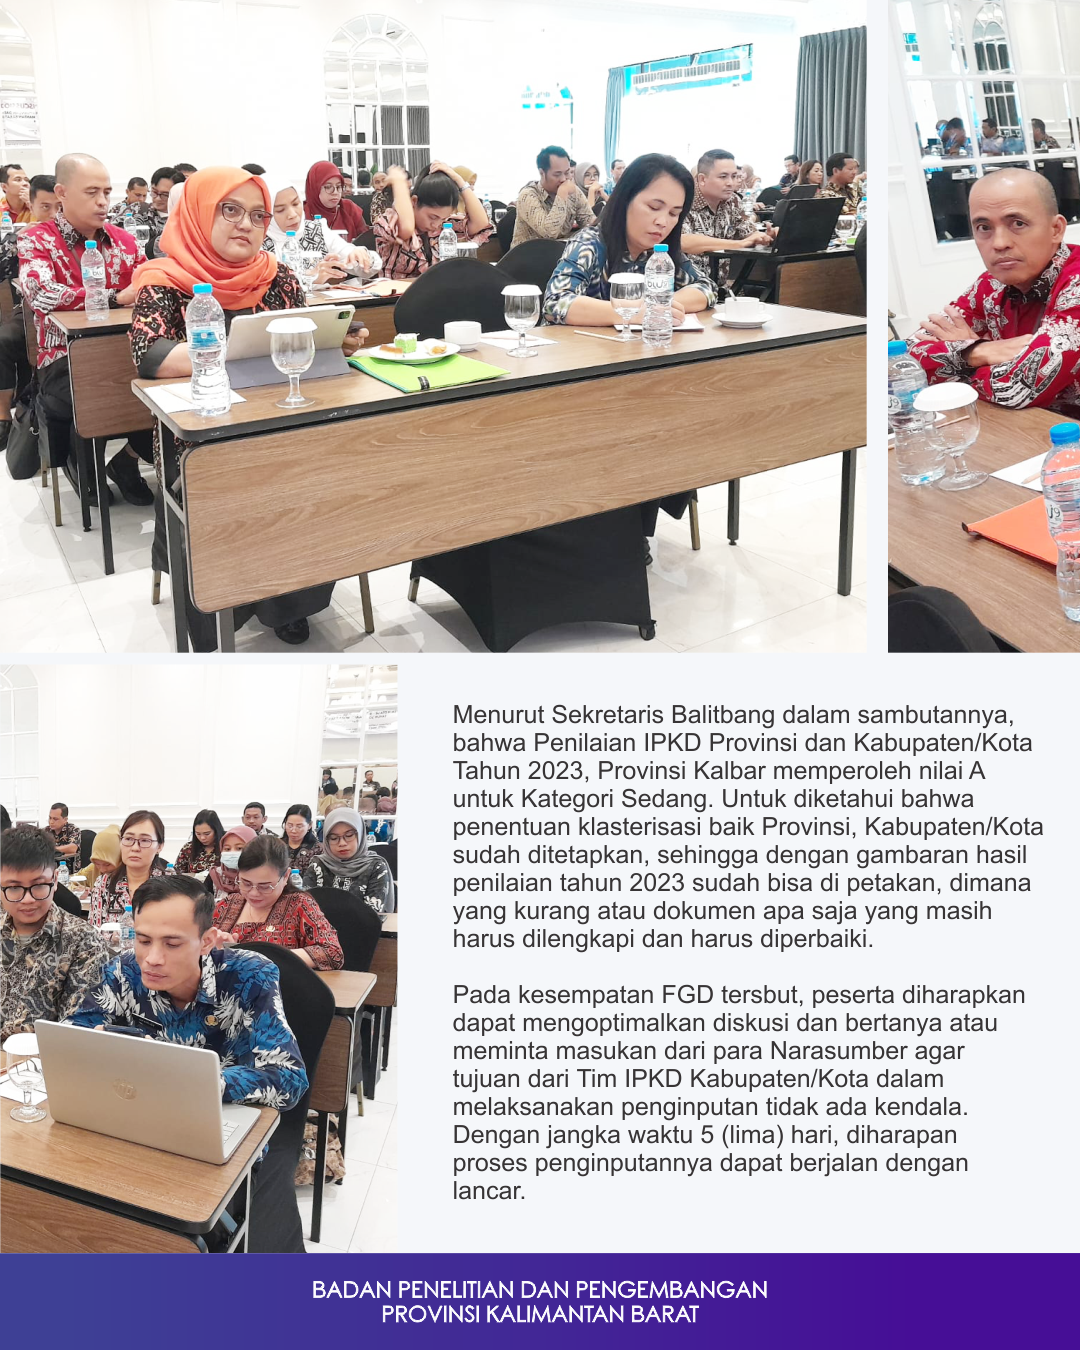 Menurut Sekretaris Balitbang dalam sambutannya,
bahwa Penilaian IPKD Provinsi dan Kabupaten/Kota
Tahun 2023, Provinsi Kalbar memperoleh nilai A
untuk Kategori Sedang. Untuk diketahui bahwa
penentuan klasterisasi baik Provinsi, Kabupaten/Kota
sudah ditetapkan, sehingga dengan gambaran hasil
penilaian tahun 2023 sudah bisa di petakan, dimana
yang kurang atau dokumen apa saja yang masih
harus dilengkapi dan harus diperbaiki.
Pada kesempatan FGD tersbut, peserta diharapkan
dapat mengoptimalkan diskusi dan bertanya atau
meminta masukan dari para Narasumber agar
tujuan dari Tim IPKD Kabupaten/Kota dalam
melaksanakan penginputan tidak ada kendala.
Dengan jangka waktu 5 (lima) hari, diharapan
proses penginputannya dapat berjalan dengan
lancar.
BADAN PENELITIAN DAN PENGEMBANGAN
PROVINSI KALIMANTAN BARAT